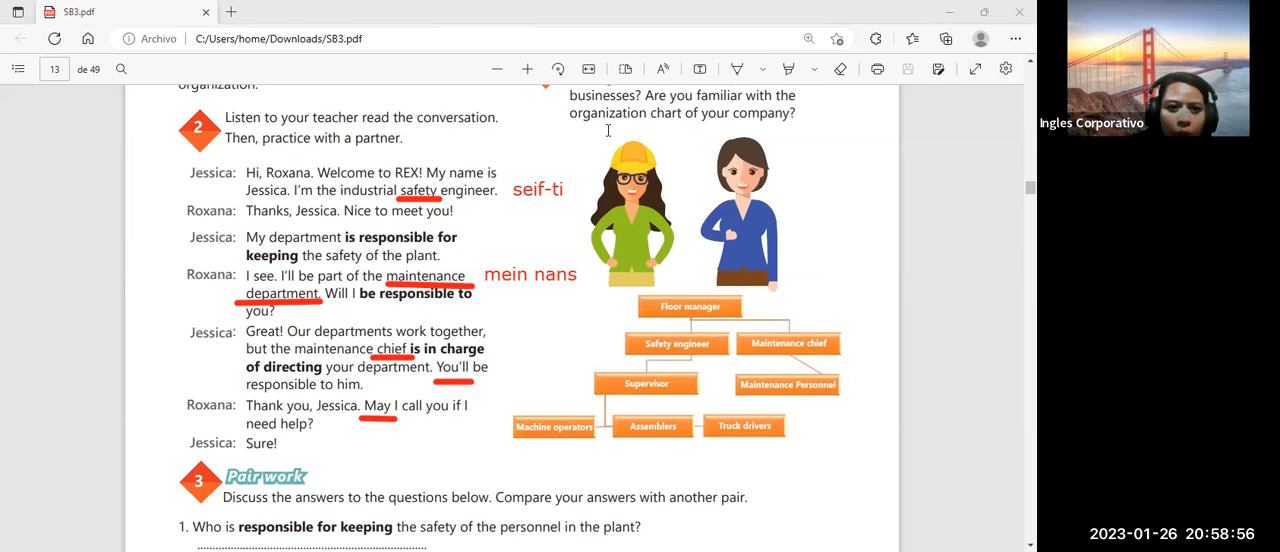 SB3.pdf
Archivo
C:/Users/home/Downloads/SB3.pdf
13
de 49
organization.
businesses? Are you familiar with the
organization chart of your company?
2
Listen to your teacher read the conversation.
Then, practice with a partner.
Jessica: Hi, Roxana. Welcome to REX! My name is
Jessica. I'm the industrial safety engineer.
seif-ti
Roxana: Thanks, Jessica. Nice to meet you!
Jessica: My department is responsible for
keeping the safety of the plant.
Roxana: I see. I'll be part of the maintenance
mein nans
department. Will I be responsible to
you?
Jessica: Great! Our departments work together,
but the maintenance chief is in charge
of directing your department. You'll be
responsible to him.
Roxana: Thank you, Jessica. May I call you if I
need help?
Jessica: Sure!
Floor manager
Safety engineer
Maintenance chief
Supervisor
Maintenance Personnel
Machine operators
Assemblers
Truck drivers
3
Pair work
Discuss the answers to the questions below. Compare your answers with another pair.
1. Who is responsible for keeping the safety of the personnel in the plant?
Ingles Corporativo
2023-01-26 20:58:56